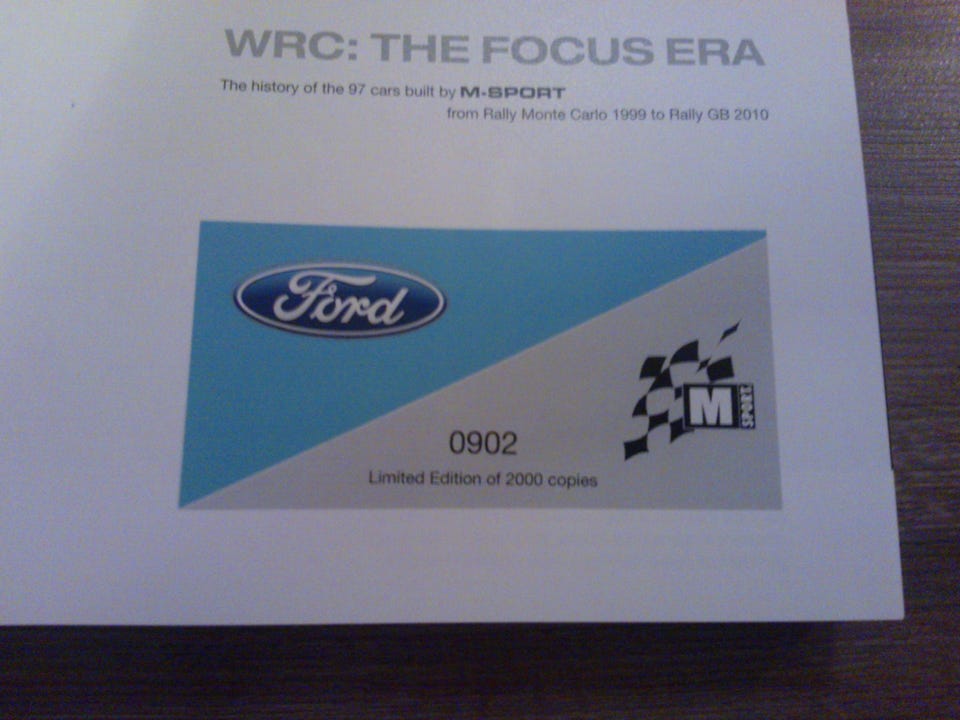 WRC: THE FOCUS ERA
The history of the 97 cars built by M-SPORT
from Rally Monte Carlo 1999 to Rally GB 2010
Ford
M
SPORT
0902
Limited Edition of 2000 copies